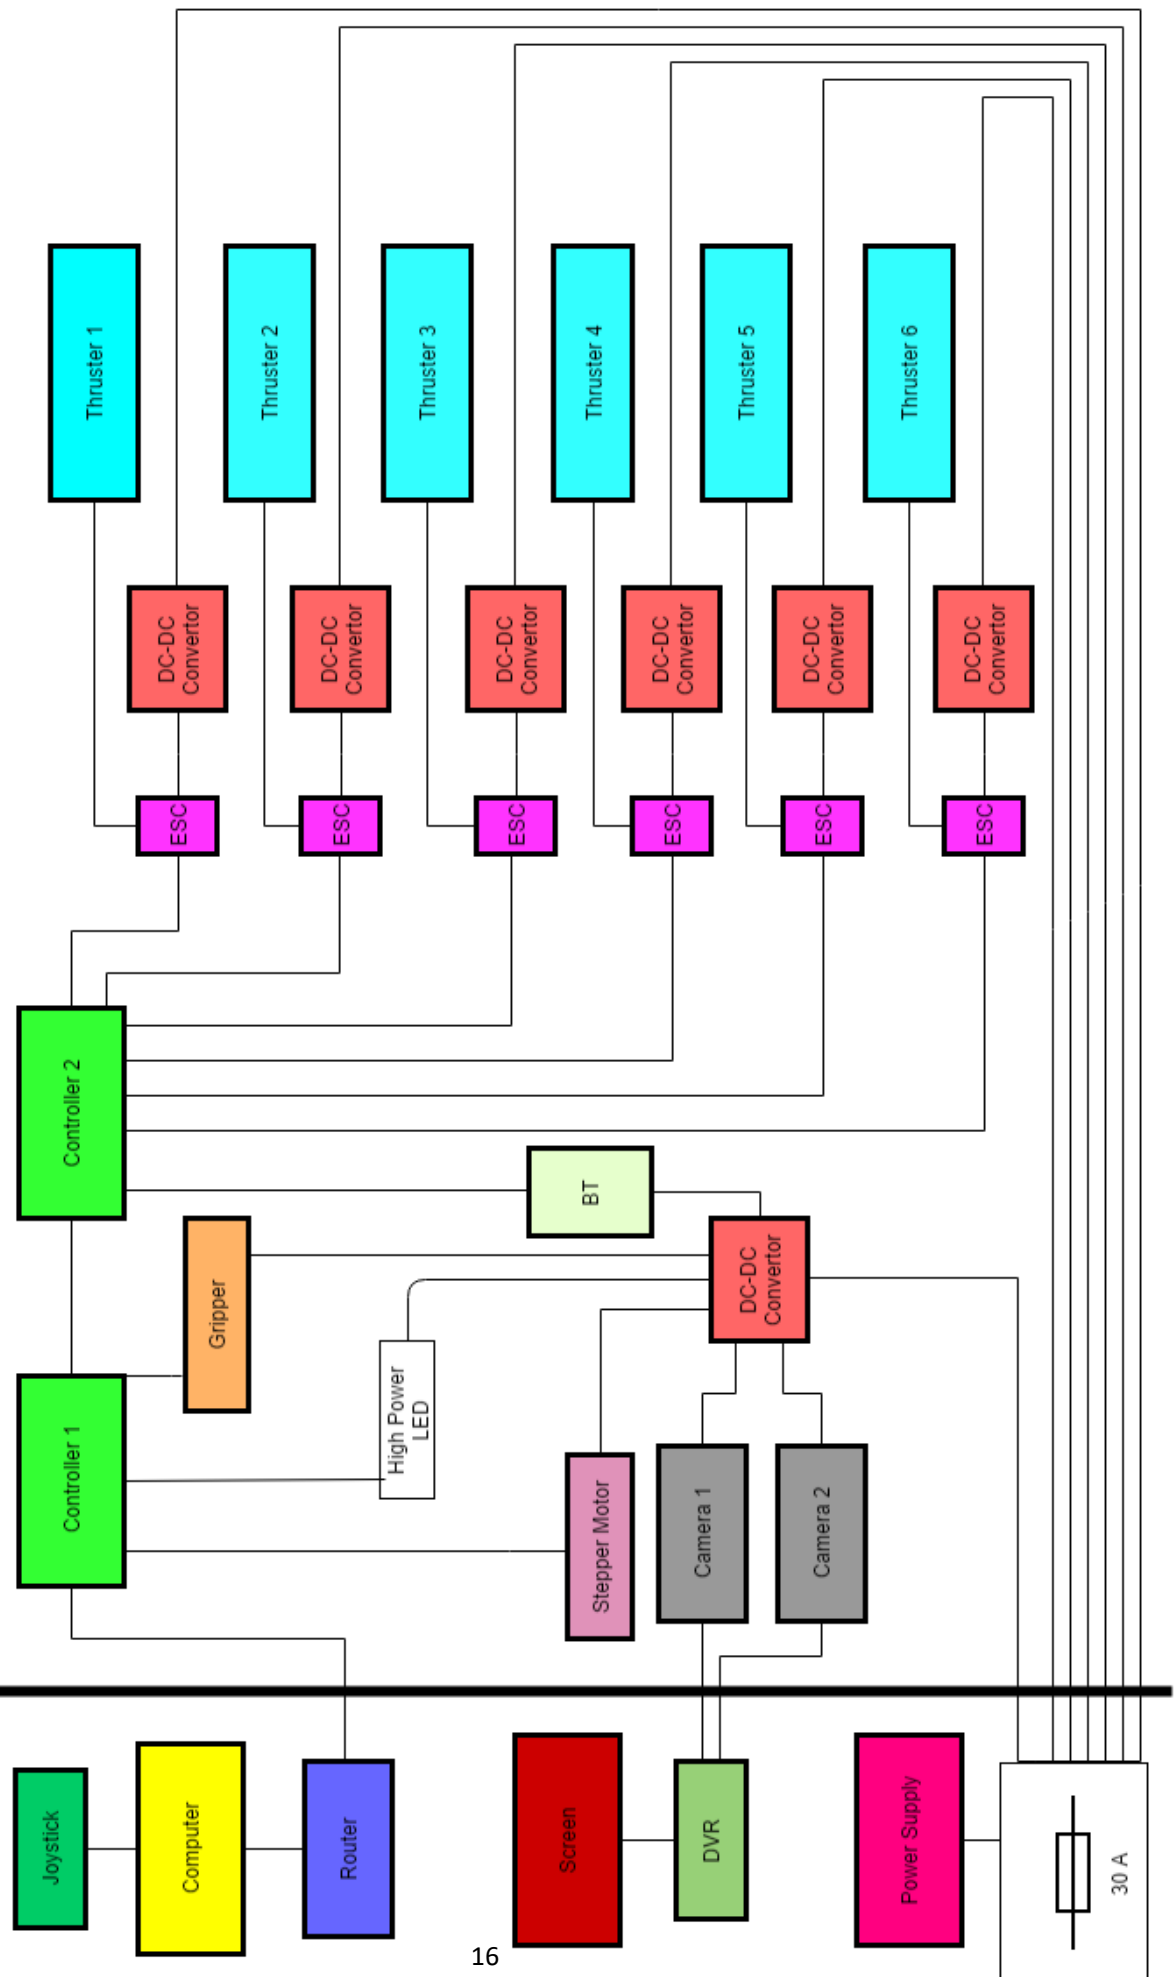 Thruster 1
Thruster 2
Thruster 3
Thruster 4
Thruster 5
Thruster 6
DC-DC
Convertor
DC-DC
Convertor
DC-DC
Convertor
DC-DC
Convertor
DC-DC
Convertor
DC-DC
Convertor
ESC
ESC
ESC
ESC
ESC
ESC
Controller 2
BT
Gripper
DC-DC
Convertor
Controller 1
High Power
LED
Stepper Motor
Camera 1
Camera 2
Joystick
Computer
Router
Screen
DVR
Power Supply
30 A
16